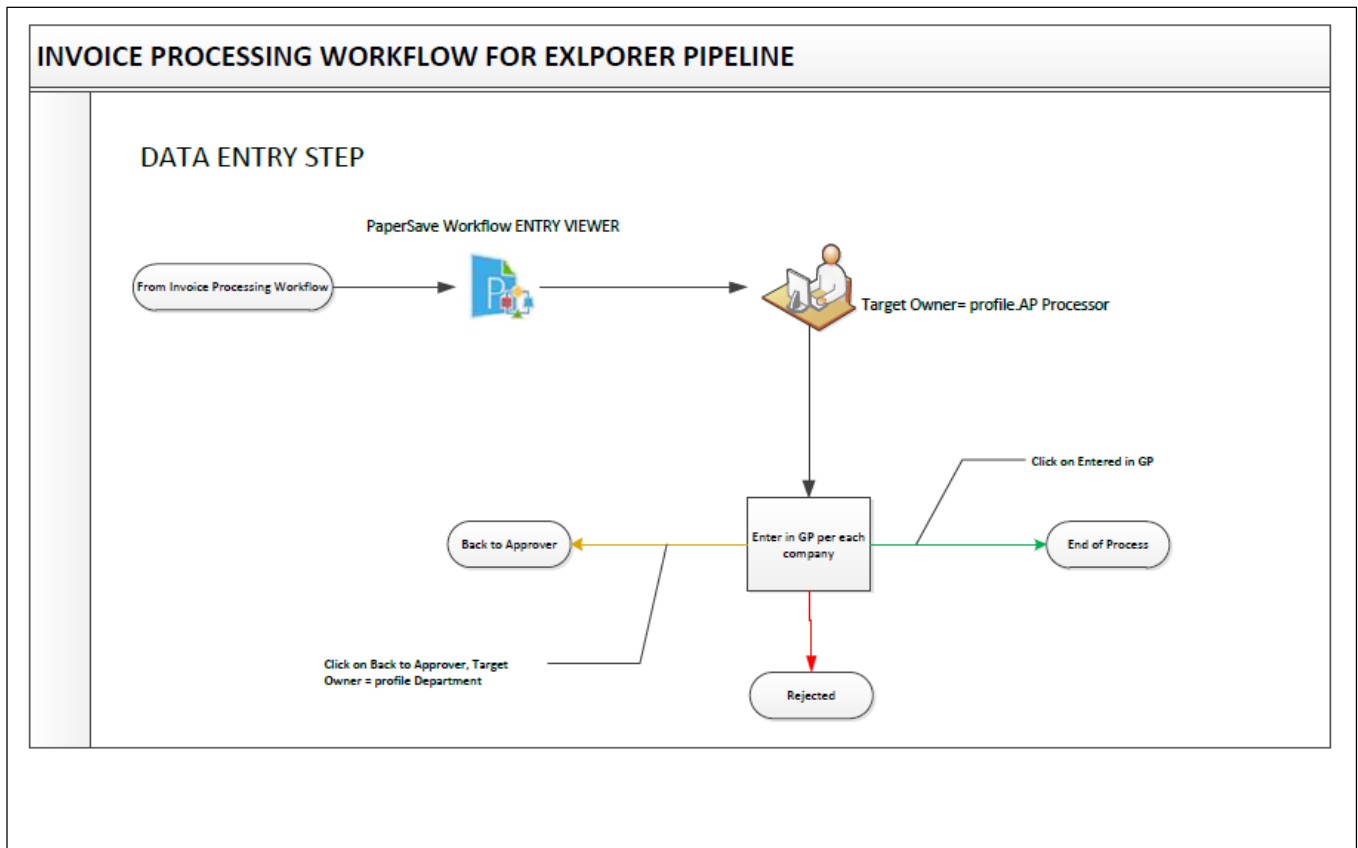 INVOICE PROCESSING WORKFLOW FOR EXLPORER PIPELINE
DATA ENTRY STEP
PaperSave Workflow ENTRY VIEWER
From Invoice Processing Workflow
P
Target Owner= profile.AP Processor
Click on Entered in GP
Back to Approver
Enter in GP per each
company
End of Process
Click on Back to Approver, Target
Owner = profile Department
Rejected